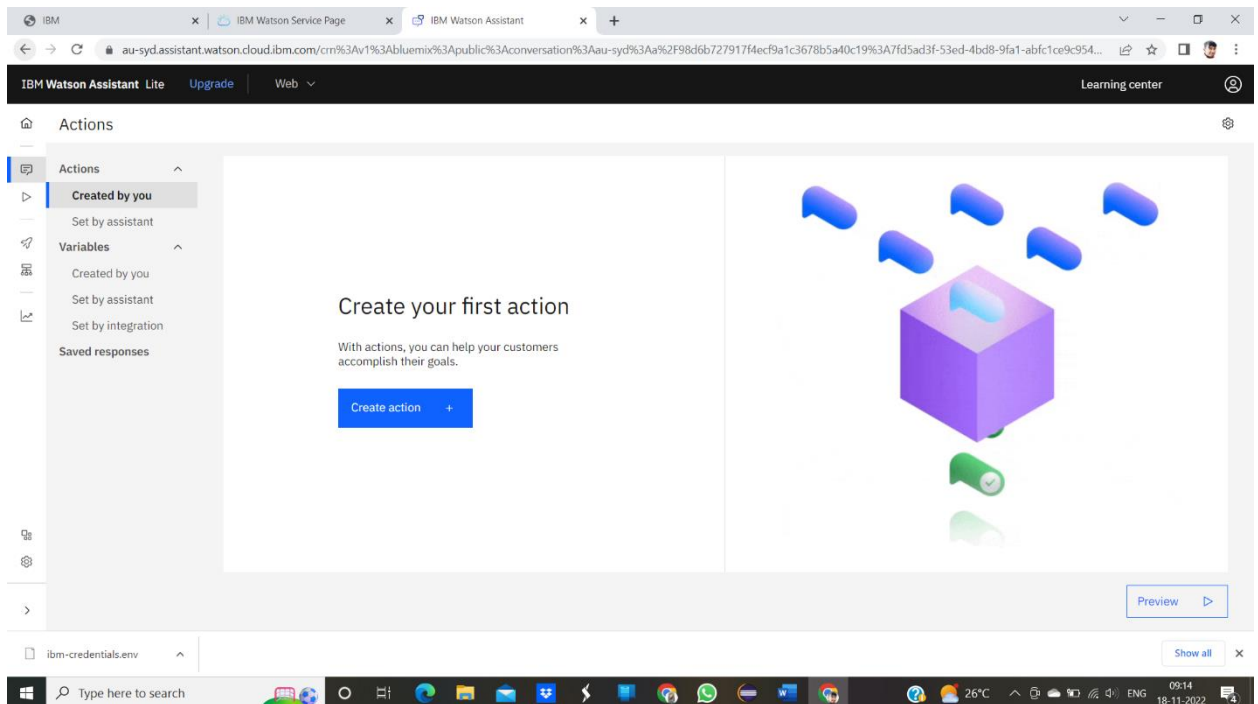 IBM
IBM Watson Service Page
IBM Watson Assistant
au-syd.assistant.watson.cloud.ibm.com/crn%3Av1%3Abluemix%3Apublic%3Aconversation%3Aau-syd%3Aa%2F98d6b727917f4ecf9a1c3678b5a40c19%3A7fd5ad3f-53ed-4bd8-9fa1-abfc1ce9c954...
IBM Watson Assistant Lite Upgrade Web Learning center
Actions
Actions
Created by you
Set by assistant
Variables
Created by you
Set by assistant
Set by integration
Saved responses
Create your first action
With actions, you can help your customers
accomplish their goals.
Create action +
Preview
ibm-credentials.env
Show all
Type here to search
26°C
ENG
09:14
18-11-2022
4